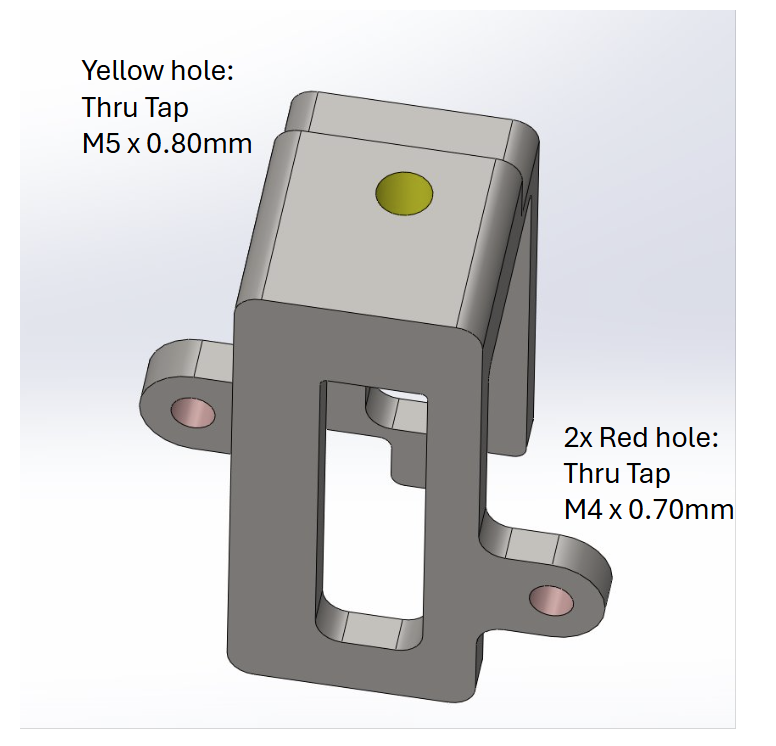 Yellow hole:
Thru Tap
M5 x 0.80mm
2x Red hole:
Thru Tap
M4 x 0.70mm